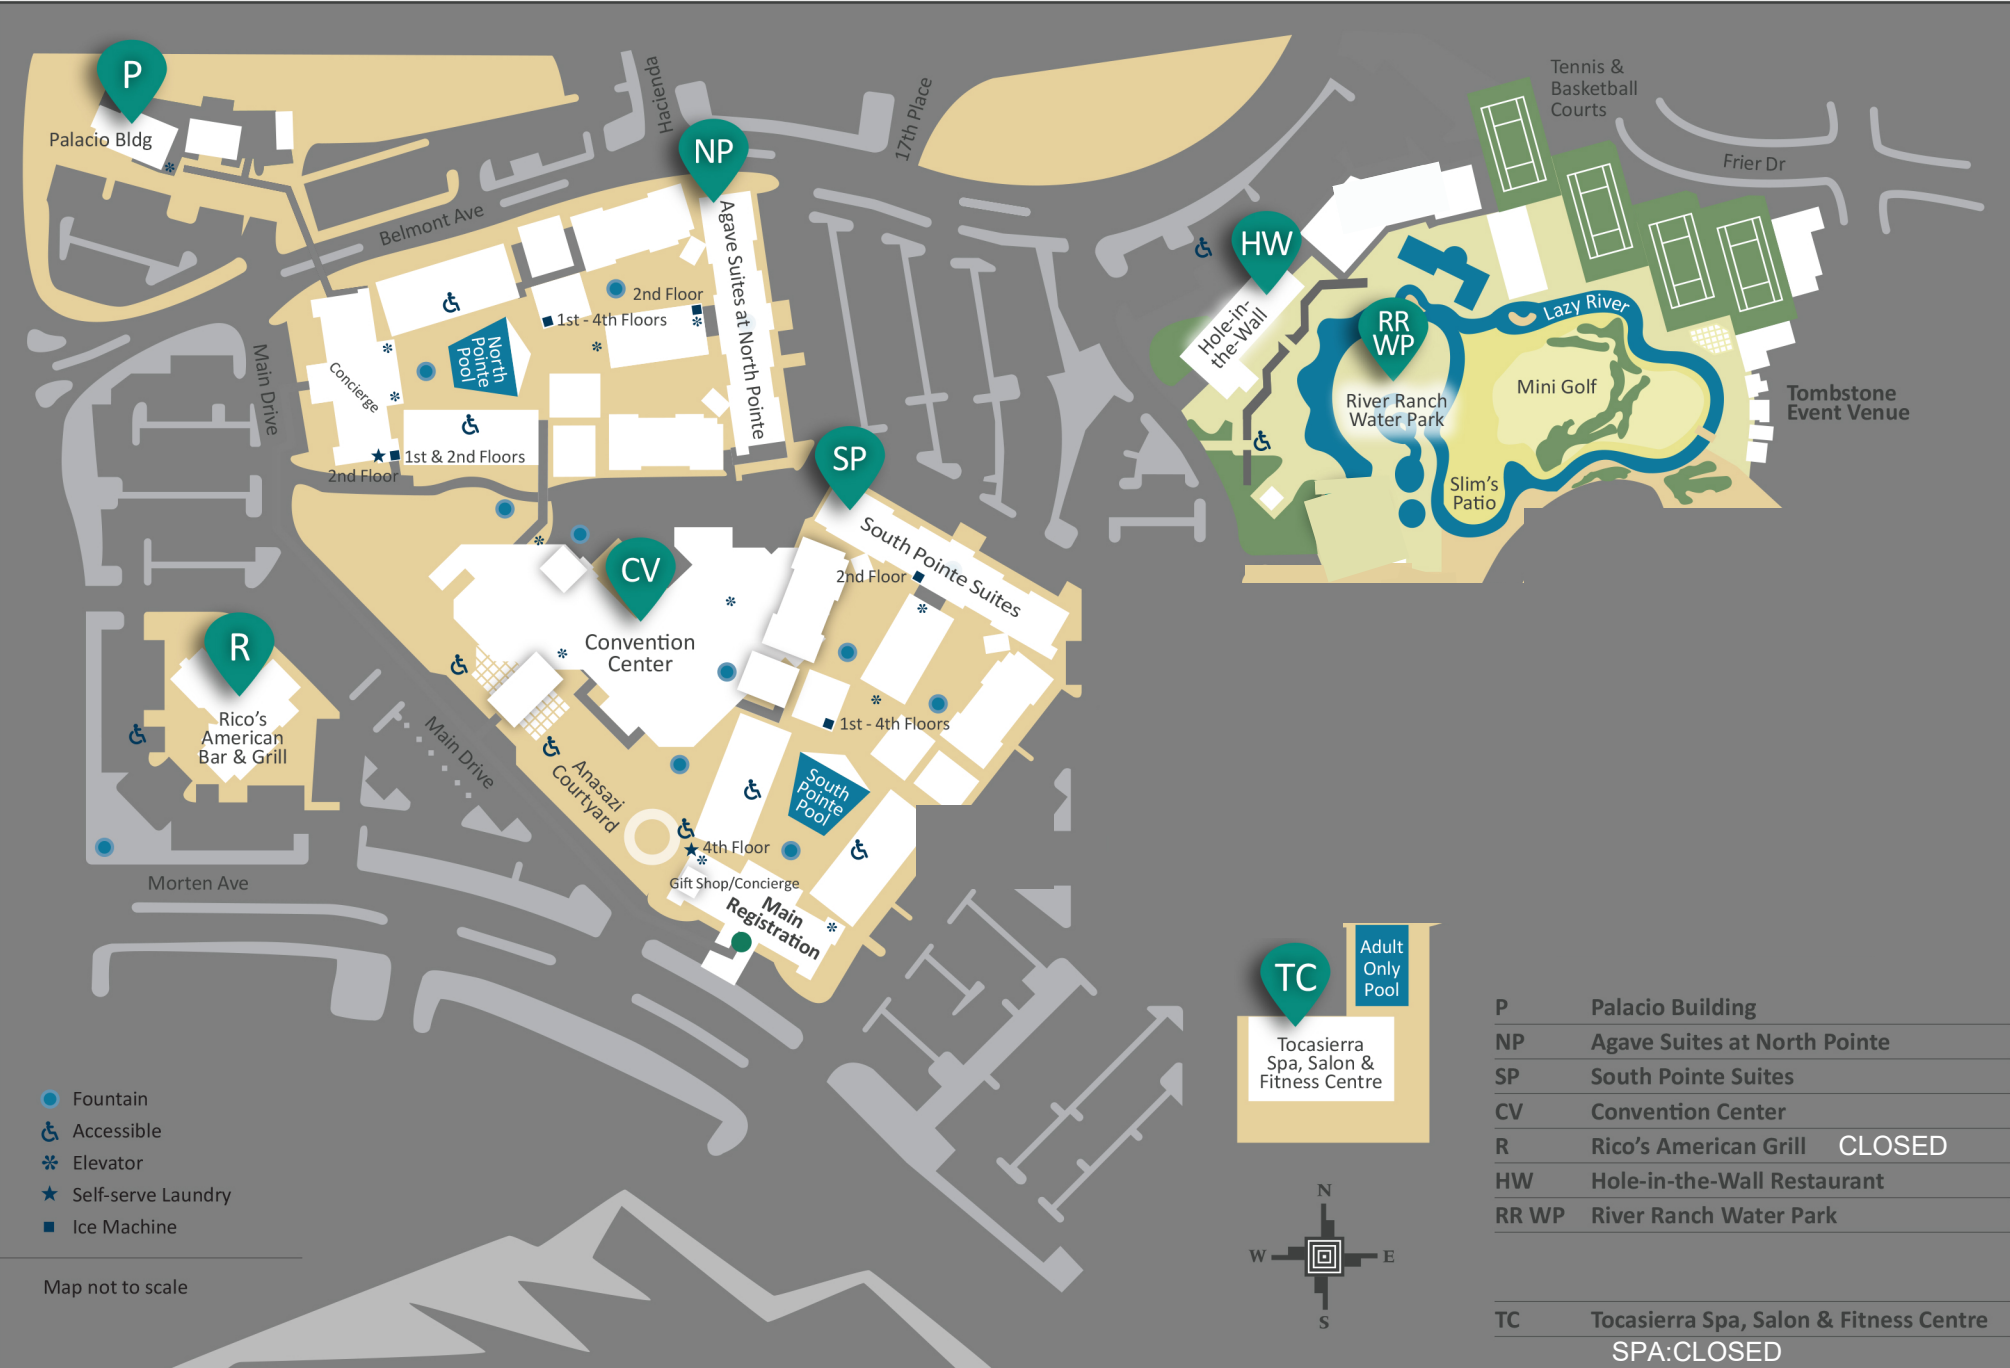 P
Palacio Bldg
Hacienda
NP
17th Place
Agave Suites at North Pointe
Belmont Ave
2nd Floor
1st - 4th Floors
North
Pointe
Pool
Concierge
Main Drive
1st & 2nd Floors
2nd Floor
Tennis &
Basketball
Courts
Frier Dr
HW
Hole-in-
the-Wall
RR
WP
River Ranch
Water Park
Lazy River
Mini Golf
Slim's
Patio
Tombstone
Event Venue
SP
South Pointe Suites
2nd Floor
CV
Convention
Center
1st - 4th Floors
South
Pointe
Pool
R
Rico's
American
Bar & Grill
Main Drive
Anasazi
Courtyard
4th Floor
Gift Shop/Concierge
Main
Registration
Morten Ave
TC
Tocasierra
Spa, Salon &
Fitness Centre
Adult
Only
Pool
Fountain
Accessible
Elevator
Self-serve Laundry
Ice Machine
Map not to scale
N
W E
S
P Palacio Building
NP Agave Suites at North Pointe
SP South Pointe Suites
CV Convention Center
R Rico's American Grill CLOSED
HW Hole-in-the-Wall Restaurant
RR WP River Ranch Water Park
TC Tocasierra Spa, Salon & Fitness Centre
SPA:CLOSED